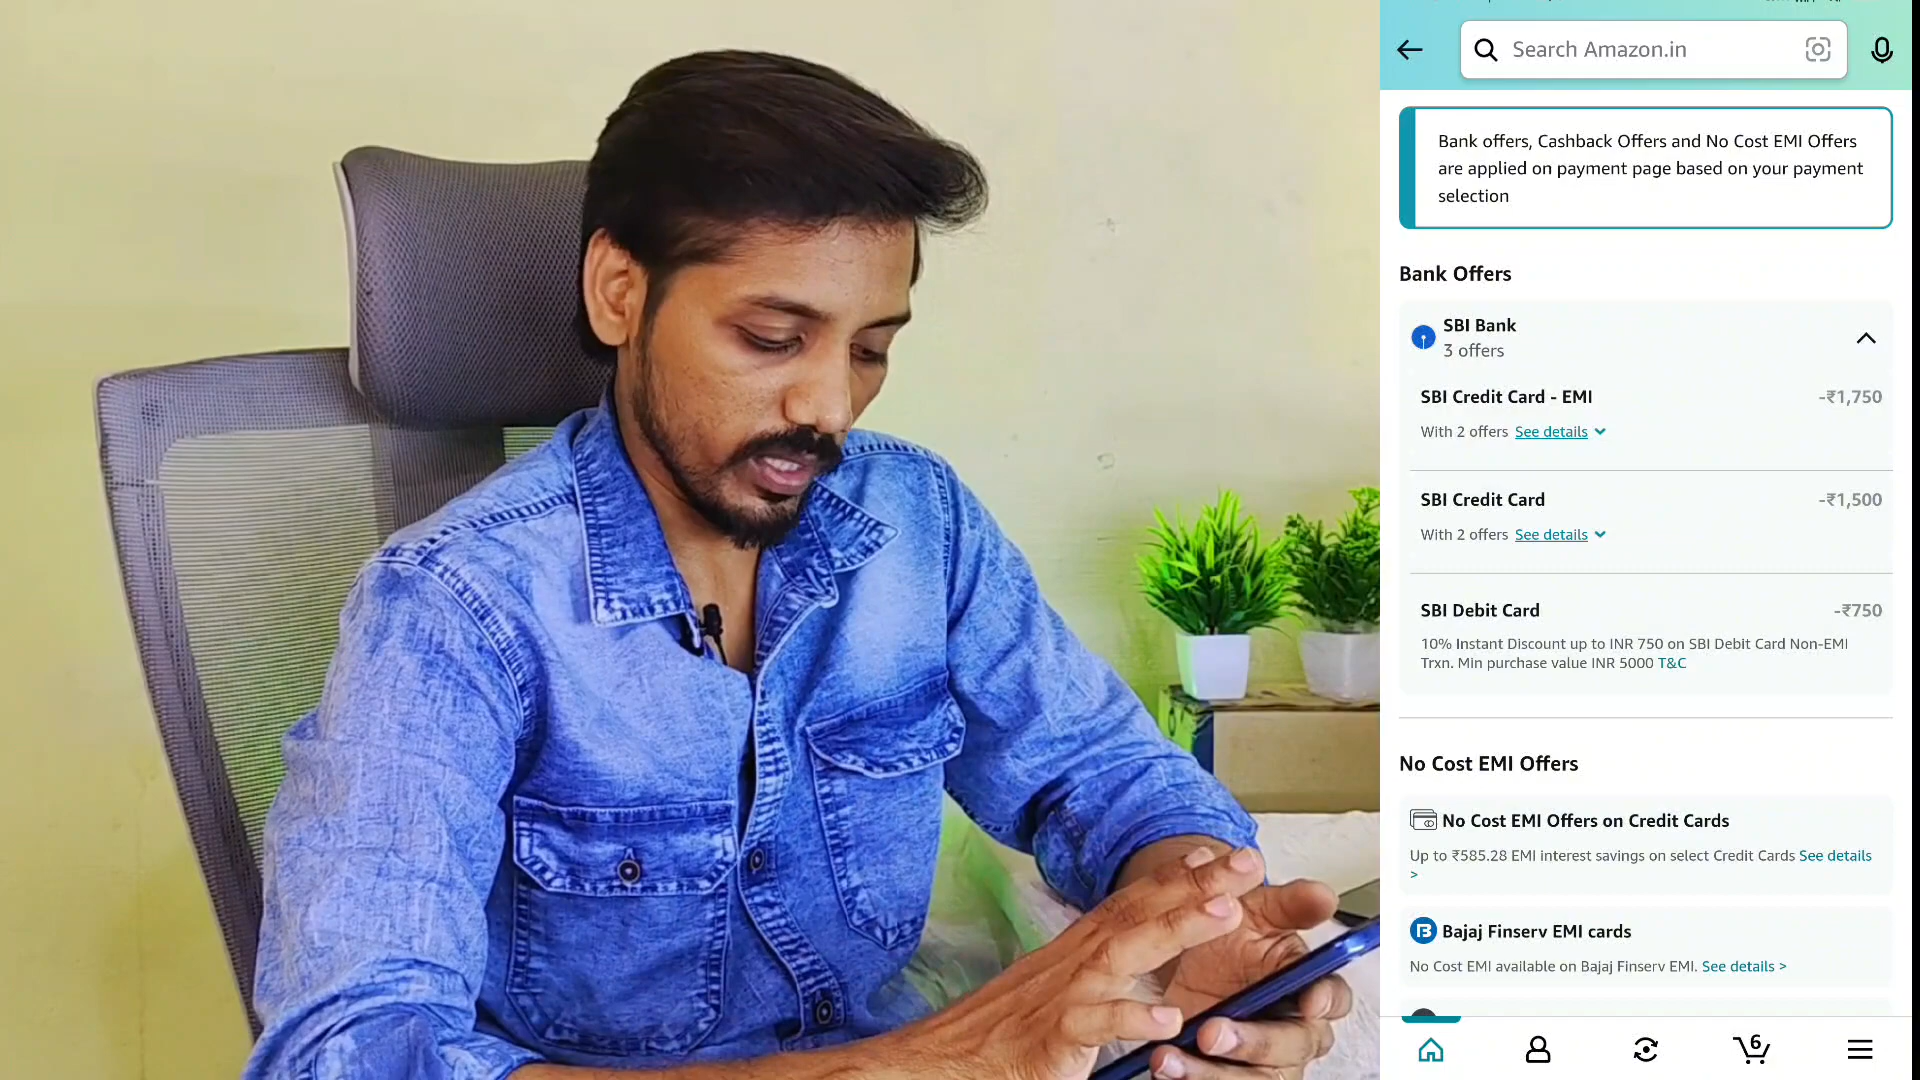 Search Amazon.in
Bank offers, Cashback Offers and No Cost EMI Offers
are applied on payment page based on your payment
selection
Bank Offers
SBI Bank
3 offers
SBI Credit Card - EMI -₹1,750
With 2 offers See details
SBI Credit Card -₹1,500
With 2 offers See details
SBI Debit Card -₹750
10% Instant Discount up to INR 750 on SBI Debit Card Non-EMI
Trxn. Min purchase value INR 5000 T&C
No Cost EMI Offers
No Cost EMI Offers on Credit Cards
Up to ₹585.28 EMI interest savings on select Credit Cards See details
>
Bajaj Finserv EMI cards
No Cost EMI available on Bajaj Finserv EMI. See details >
6